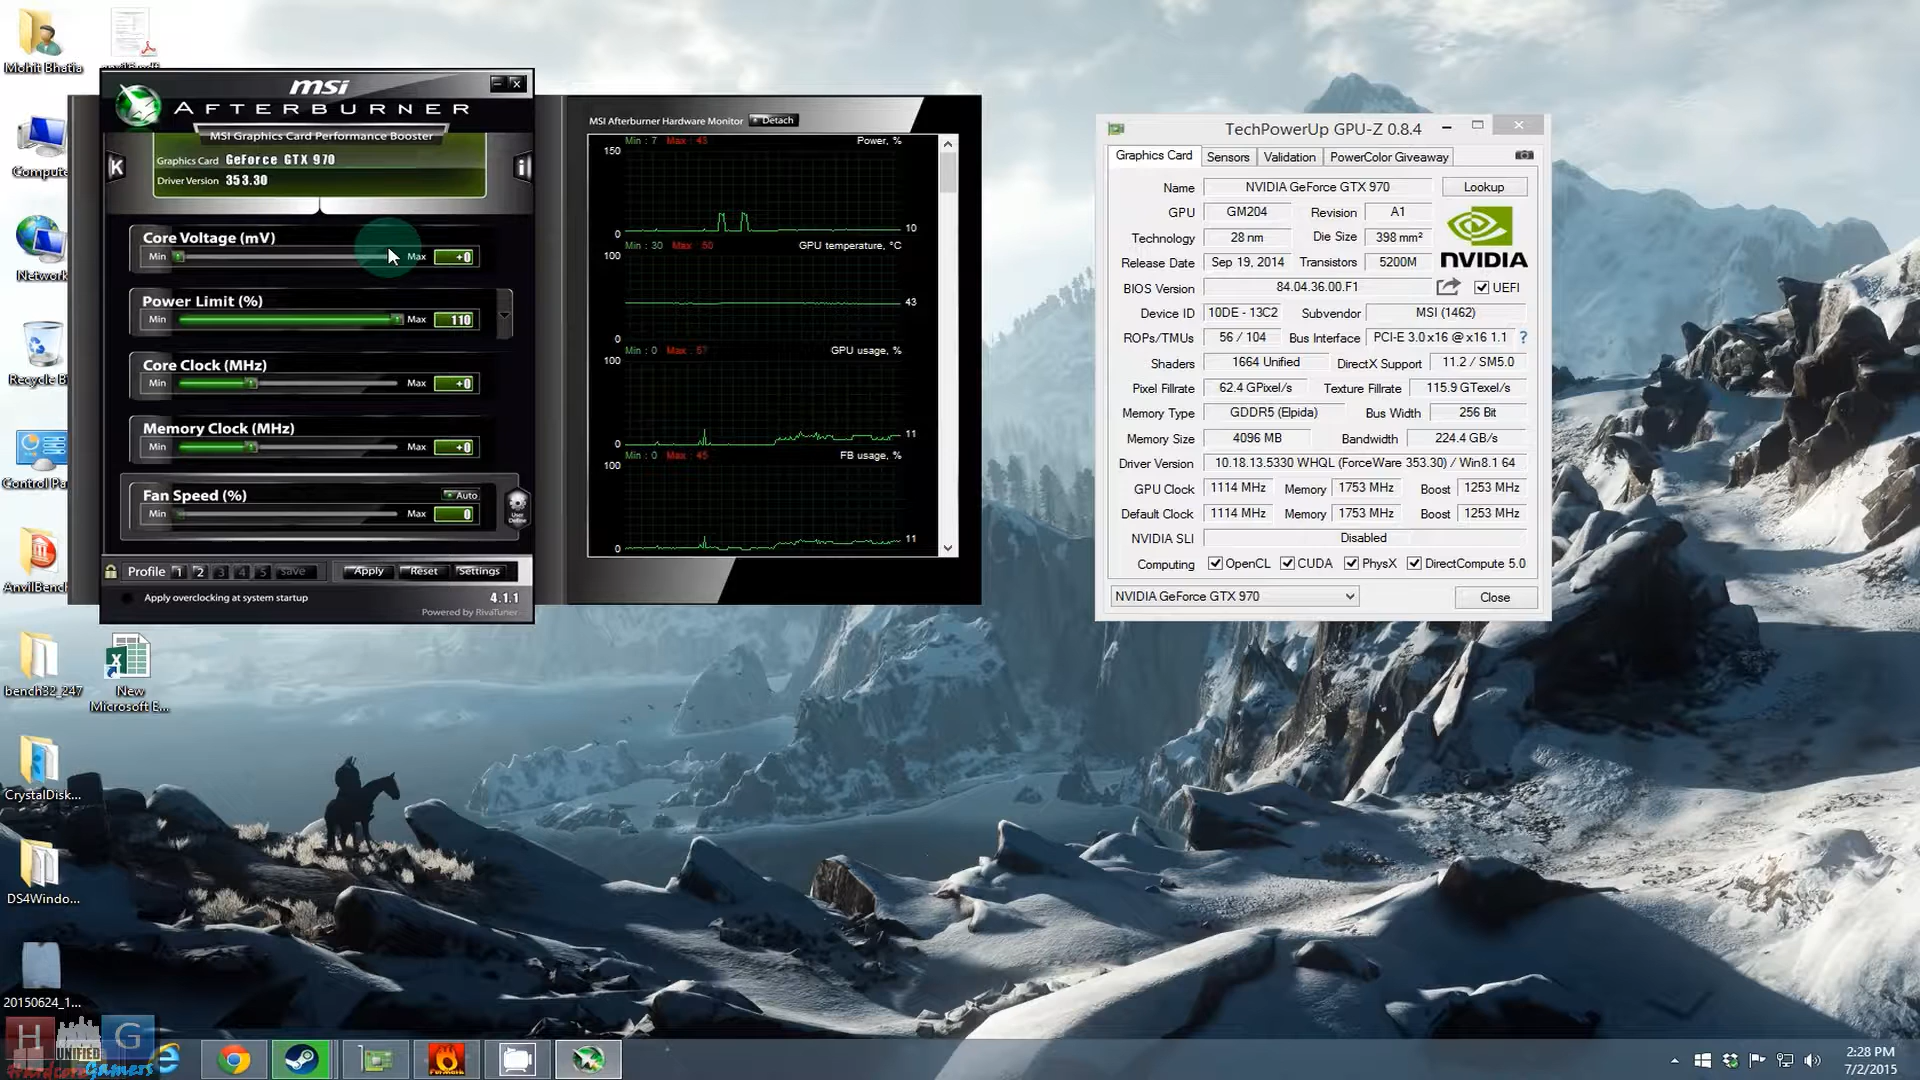 Mohit Bhatia
Compute
Network
Recycle B
Control Pa
AnvilBench
bench32_247
New
Microsoft E...
CrystalDisk...
DS4Windo...
20150624_1...
msi
AFTERBURNER
MSI Graphics Card Performance Booster
K
i
Graphics Card GeForce GTX 970
Driver Version 353.30
Core Voltage (mV)
Min Max +0
Power Limit (%)
Min Max 110
Core Clock (MHz)
Min Max +0
Memory Clock (MHz)
Min Max +0
Fan Speed (%) Auto
Min Max 0
User
Define
Profile 1 2 3 4 5 save Apply Reset Settings
Apply overclocking at system startup 4.1.1
Powered by RivaTuner
MSI Afterburner Hardware Monitor Detach
Min : 7 Max : 43 Power, %
150
10
0
Min : 30 Max : 50 GPU temperature, °C
100
43
0
Min : 0 GPU usage, %
100
11
0
Min : 0 Max : 45 FB usage, %
100
11
0
TechPowerUp GPU-Z 0.8.4
Graphics Card Sensors Validation PowerColor Giveaway
Name NVIDIA GeForce GTX 970 Lookup
GPU GM204 Revision A1
Technology 28 nm Die Size 398 mm²
NVIDIA
Release Date Sep 19, 2014 Transistors 5200M
BIOS Version 84.04.36.00.F1 UEFI
Device ID 10DE - 13C2 Subvendor MSI (1462)
ROPs/TMUs 56 / 104 Bus Interface PCI-E 3.0 x16 @ x16 1.1 ?
Shaders 1664 Unified DirectX Support 11.2 / SM5.0
Pixel Fillrate 62.4 GPixel/s Texture Fillrate 115.9 GTexel/s
Memory Type GDDR5 (Elpida) Bus Width 256 Bit
Memory Size 4096 MB Bandwidth 224.4 GB/s
Driver Version 10.18.13.5330 WHQL (ForceWare 353.30) / Win8.1 64
GPU Clock 1114 MHz Memory 1753 MHz Boost 1253 MHz
Default Clock 1114 MHz Memory 1753 MHz Boost 1253 MHz
NVIDIA SLI Disabled
Computing OpenCL CUDA PhysX DirectCompute 5.0
NVIDIA GeForce GTX 970 Close
H G
UNIFIED
HardcoreGamers
2:28 PM
7/2/2015